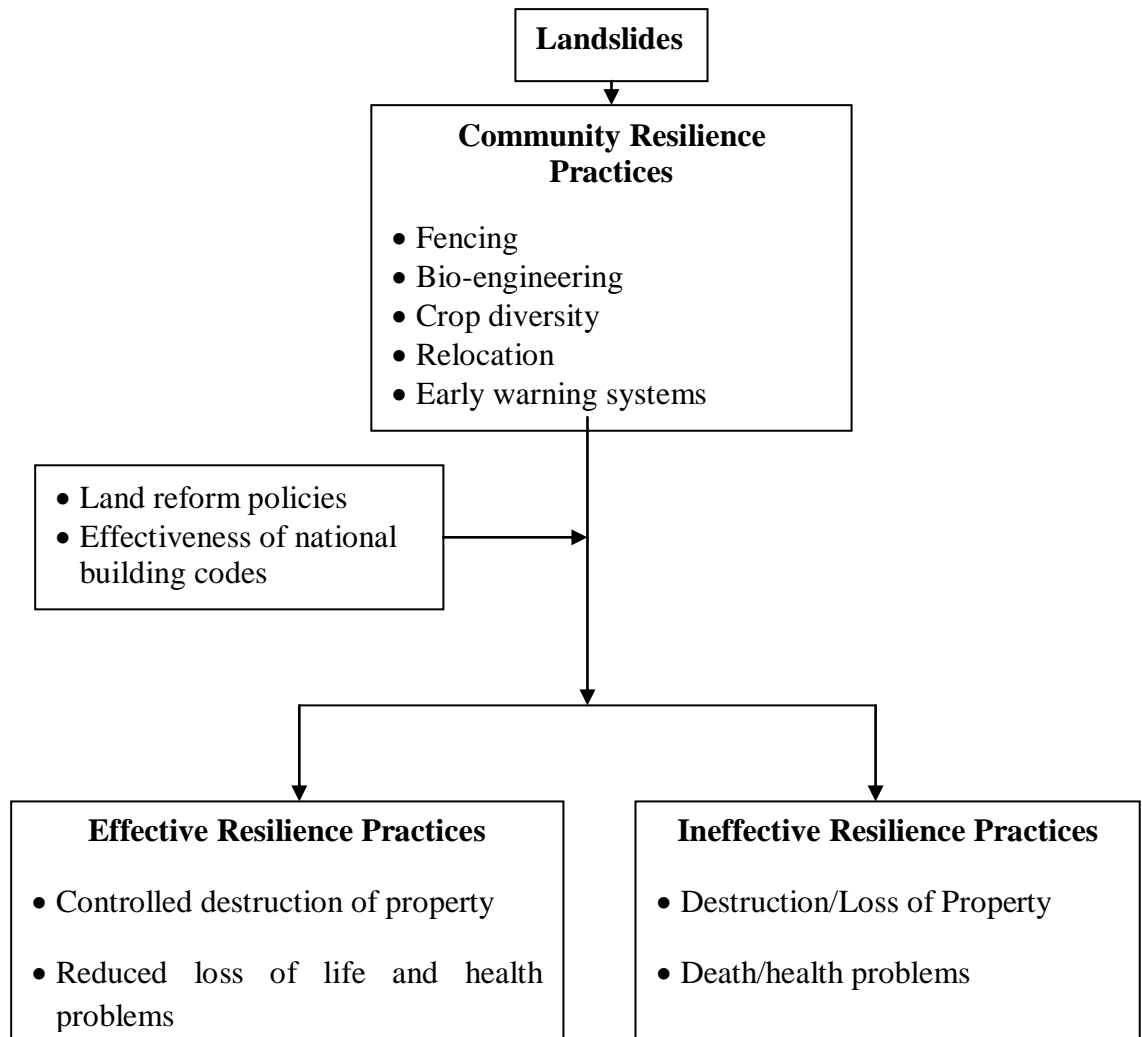 Landslides
Community Resilience
Practices
• Fencing
• Bio-engineering
• Crop diversity
• Relocation
• Early warning systems
• Land reform policies
• Effectiveness of national
building codes
Effective Resilience Practices
• Controlled destruction of property
• Reduced loss of life and health
problems
Ineffective Resilience Practices
• Destruction/Loss of Property
• Death/health problems